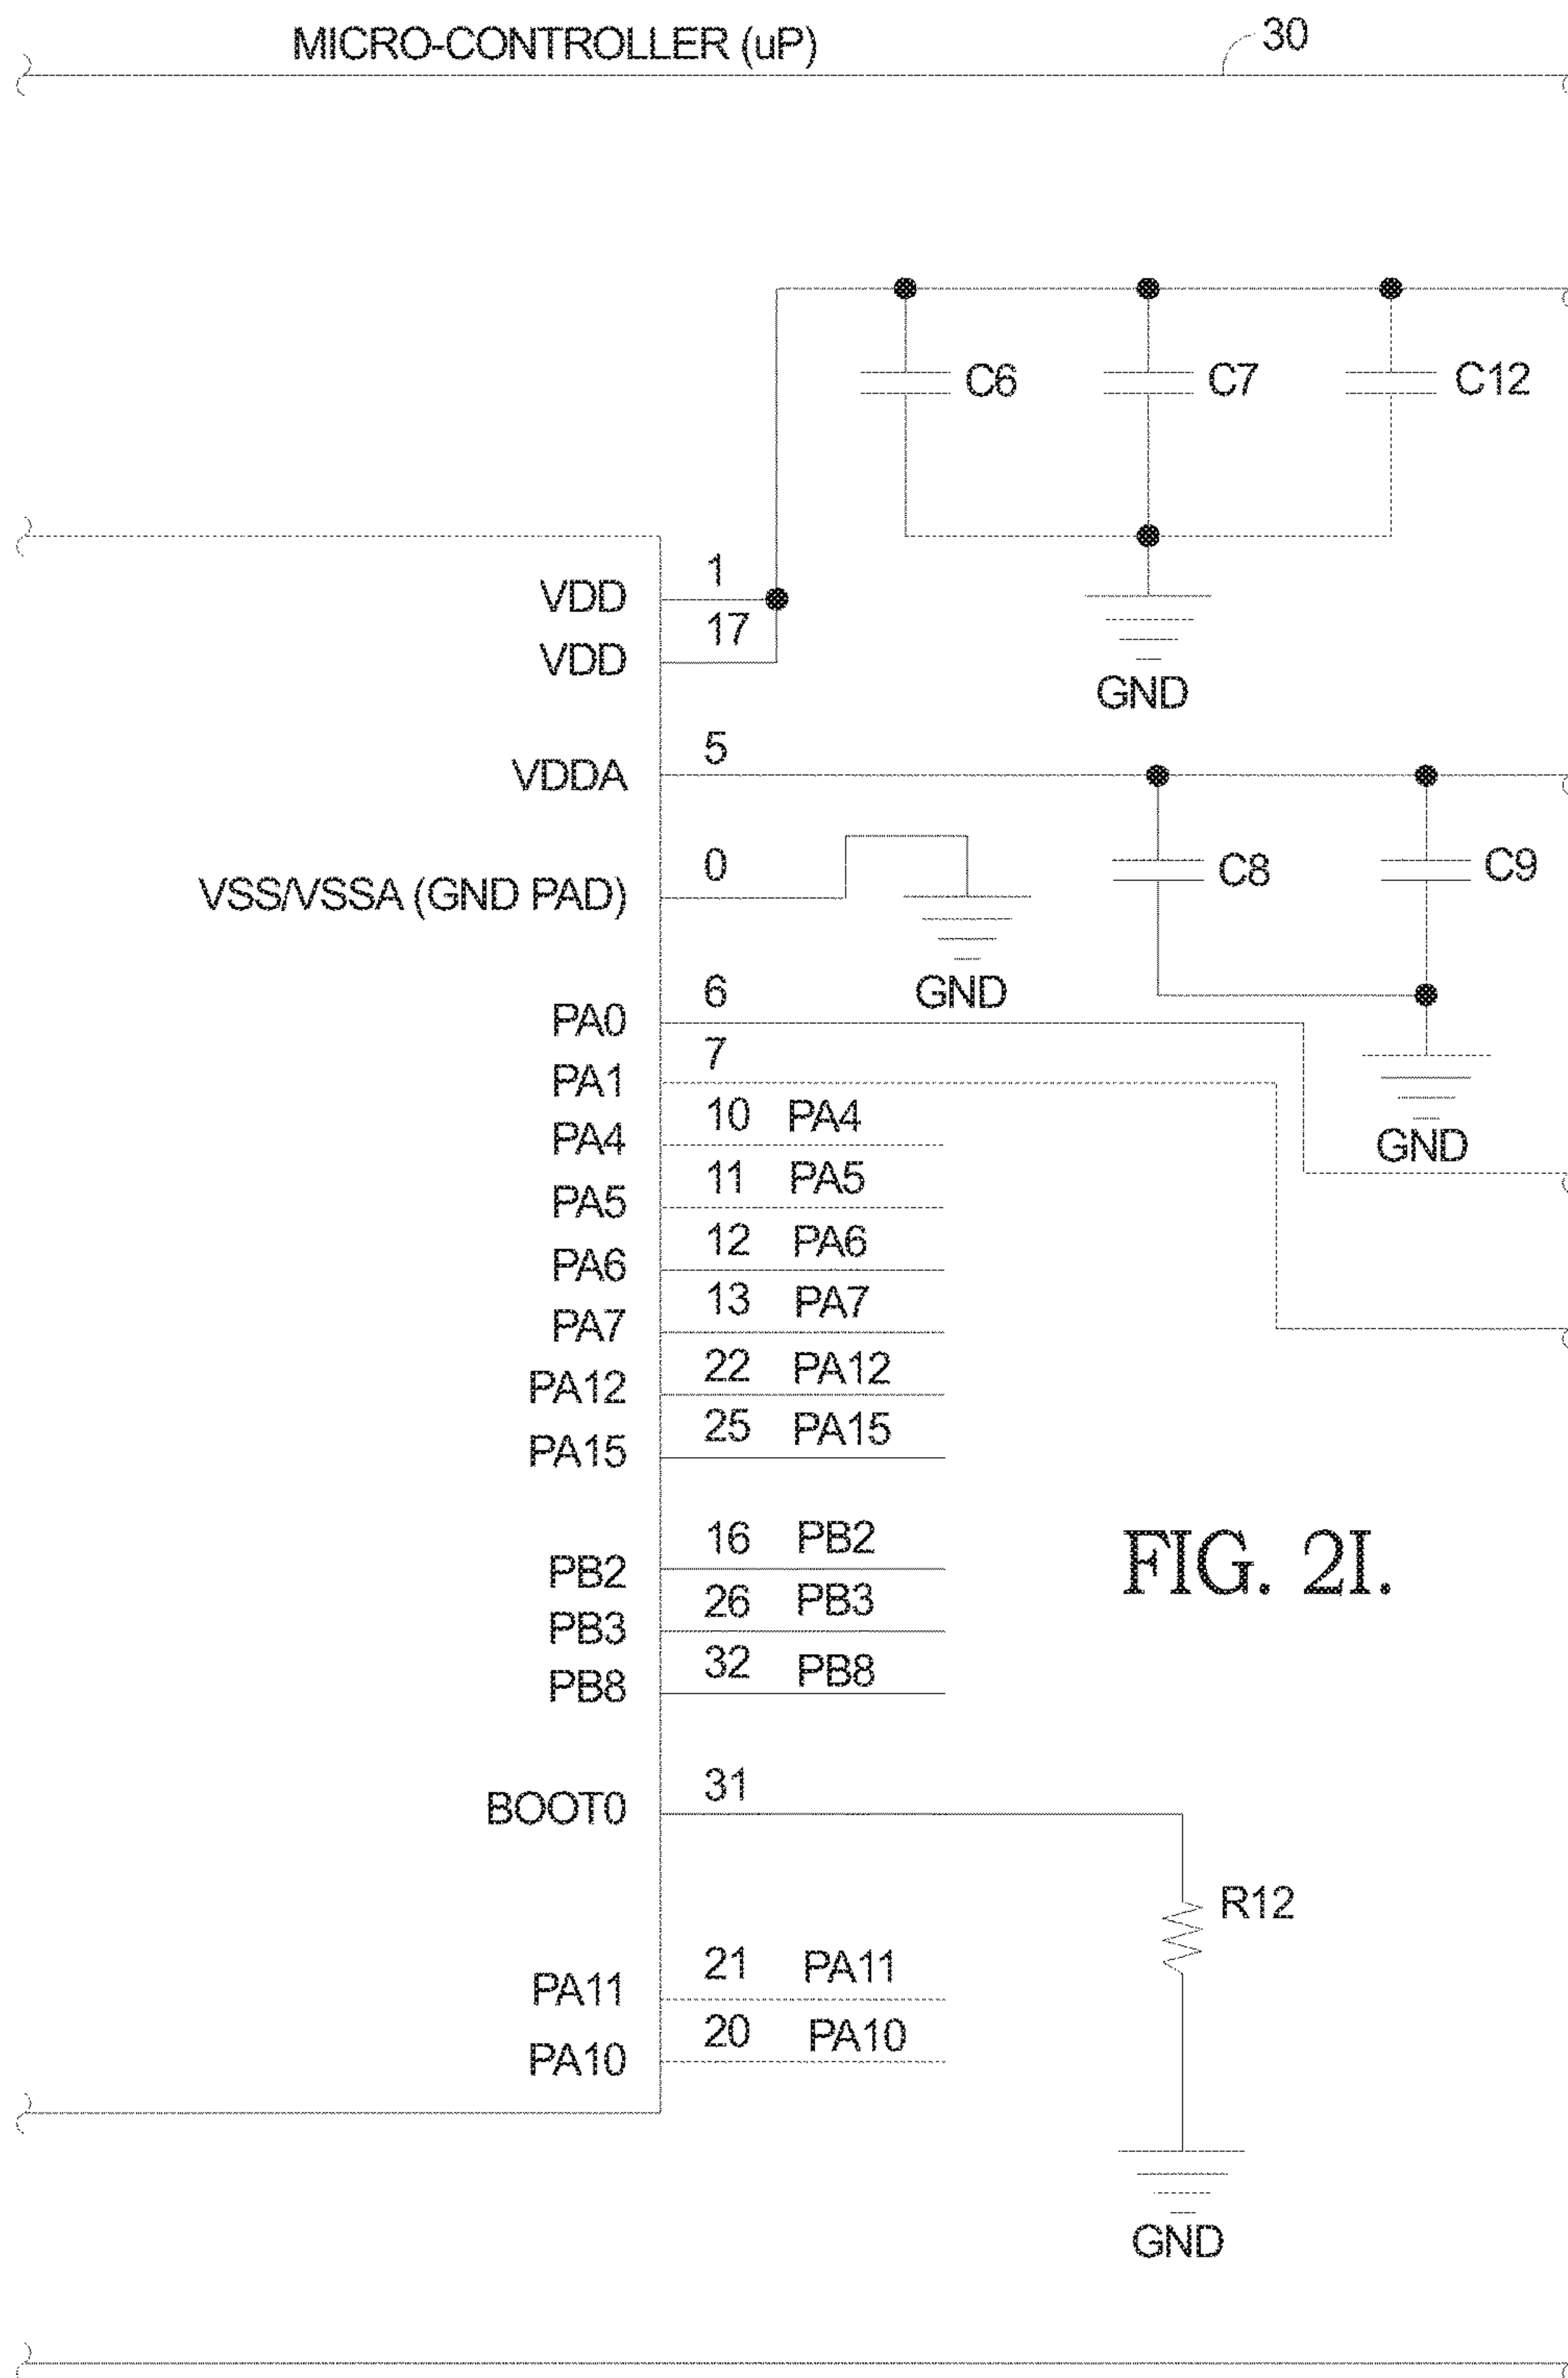 MICRO-CONTROLLER (uP)
30
C6
C7
C12
GND
VDD
1
VDD
17
VDDA
5
C8
C9
GND
VSS/VSSA (GND PAD)
0
GND
PA0
6
PA1
7
PA4
10 PA4
PA5
11 PA5
PA6
12 PA6
PA7
13 PA7
PA12
22 PA12
PA15
25 PA15
PB2
16 PB2
PB3
26 PB3
PB8
32 PB8
FIG. 2I.
BOOT0
31
R12
GND
PA11
21 PA11
PA10
20 PA10